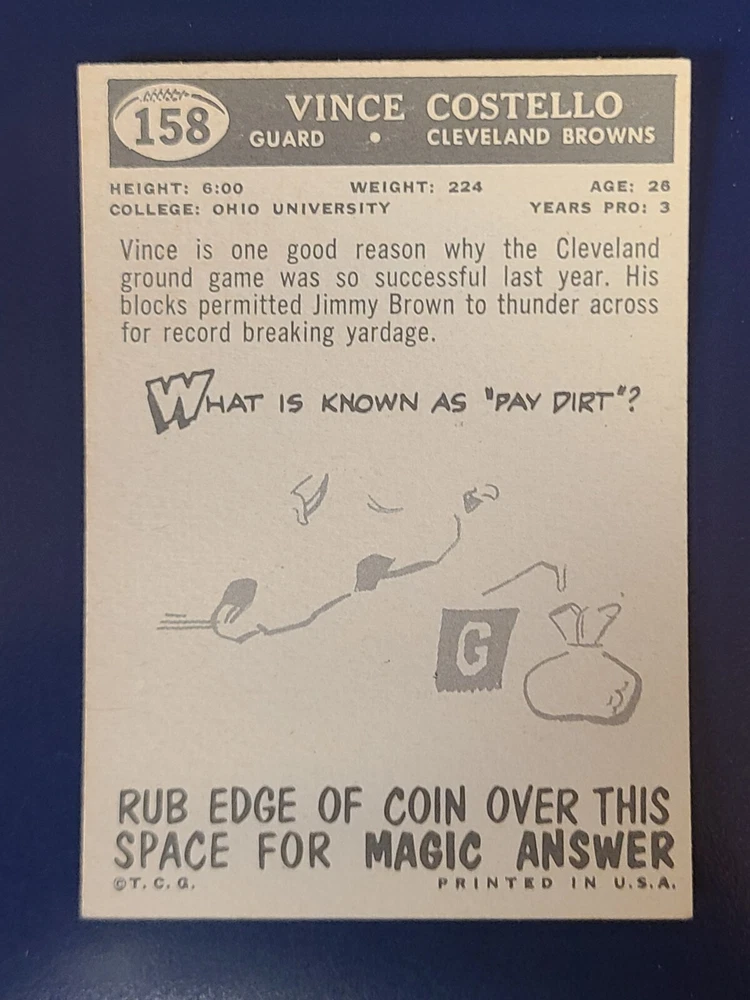 158
VINCE COSTELLO
GUARD • CLEVELAND BROWNS
HEIGHT: 6:00 WEIGHT: 224 AGE: 26
COLLEGE: OHIO UNIVERSITY YEARS PRO: 3
Vince is one good reason why the Cleveland
ground game was so successful last year. His
blocks permitted Jimmy Brown to thunder across
for record breaking yardage.
WHAT IS KNOWN AS "PAY DIRT"?
G
RUB EDGE OF COIN OVER THIS
SPACE FOR MAGIC ANSWER
©T. C. G. PRINTED IN U.S.A.